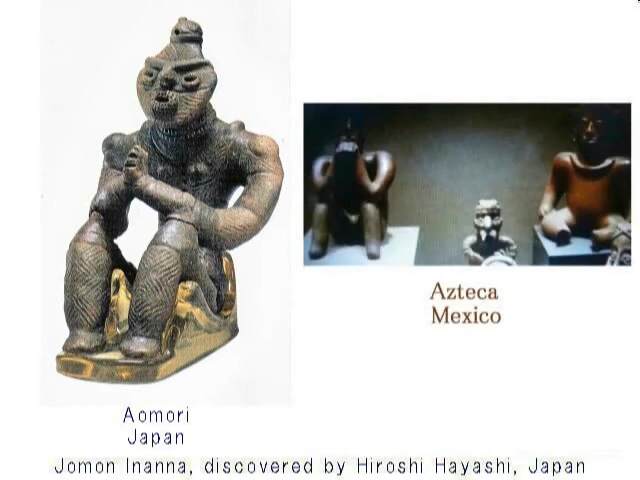 Azteca
Mexico
Aomori
Japan
Jomon Inanna, discovered by Hiroshi Hayashi, Japan